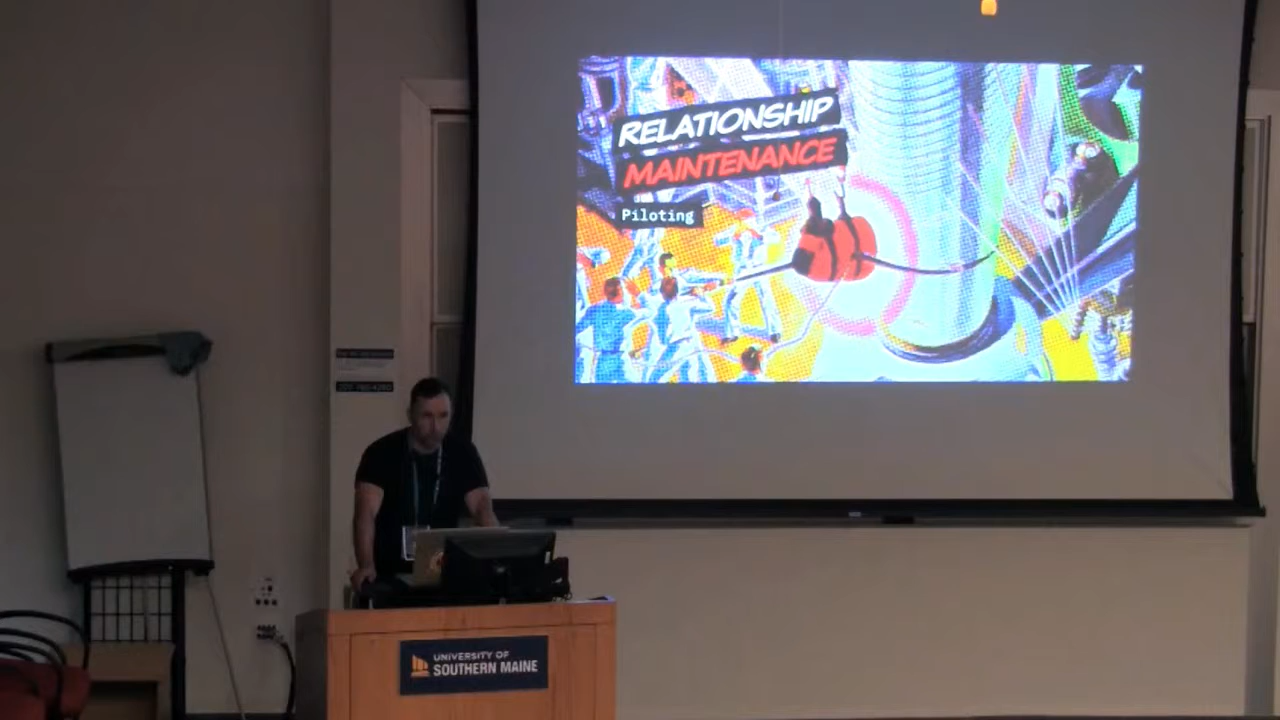 RELATIONSHIP
MAINTENANCE
Piloting
UNIVERSITY OF
SOUTHERN MAINE